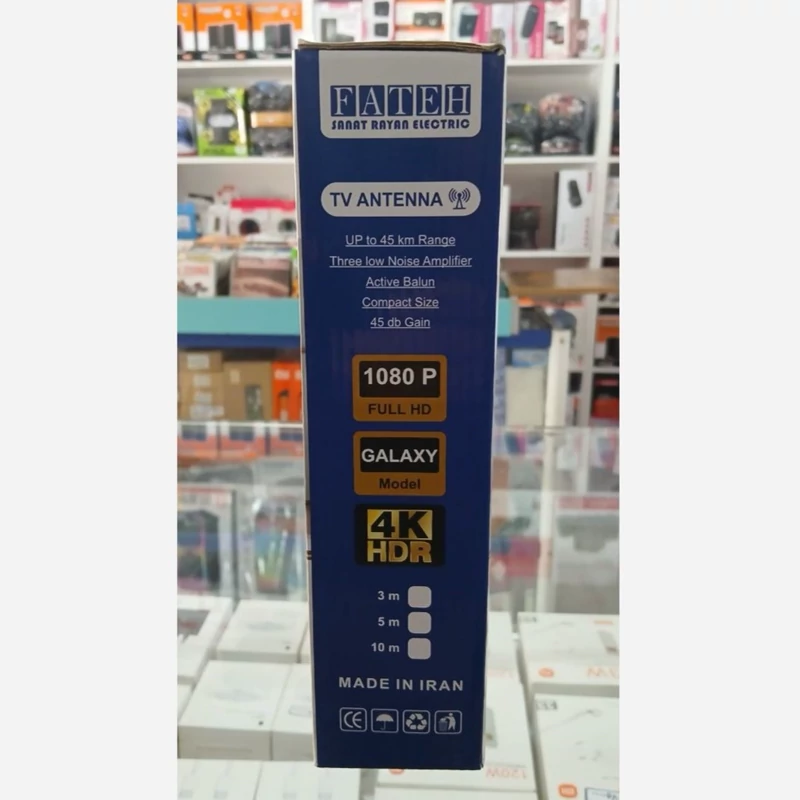 FATEH
SANAT RAYAN ELECTRIC
TV ANTENNA
UP to 45 km Range
Three low Noise Amplifier
Active Balun
Compact Size
45 db Gain
1080 P
FULL HD
GALAXY
Model
4K
HDR
3 m
5 m
10 m
MADE IN IRAN
CE
120W